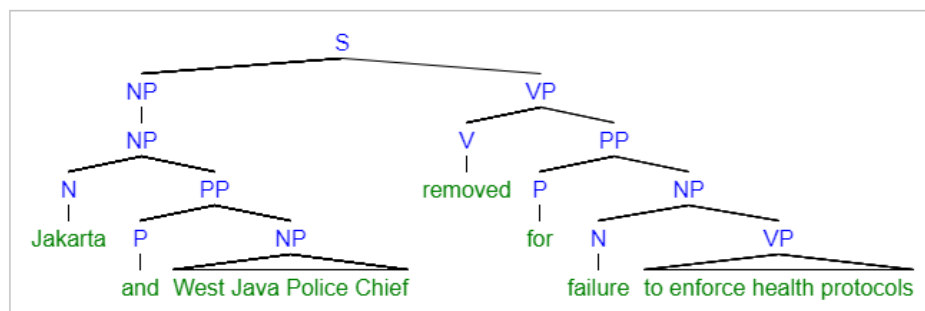 S
NP VP
NP V PP
N PP removed P NP
Jakarta P NP for N VP
and West Java Police Chief failure to enforce health protocols